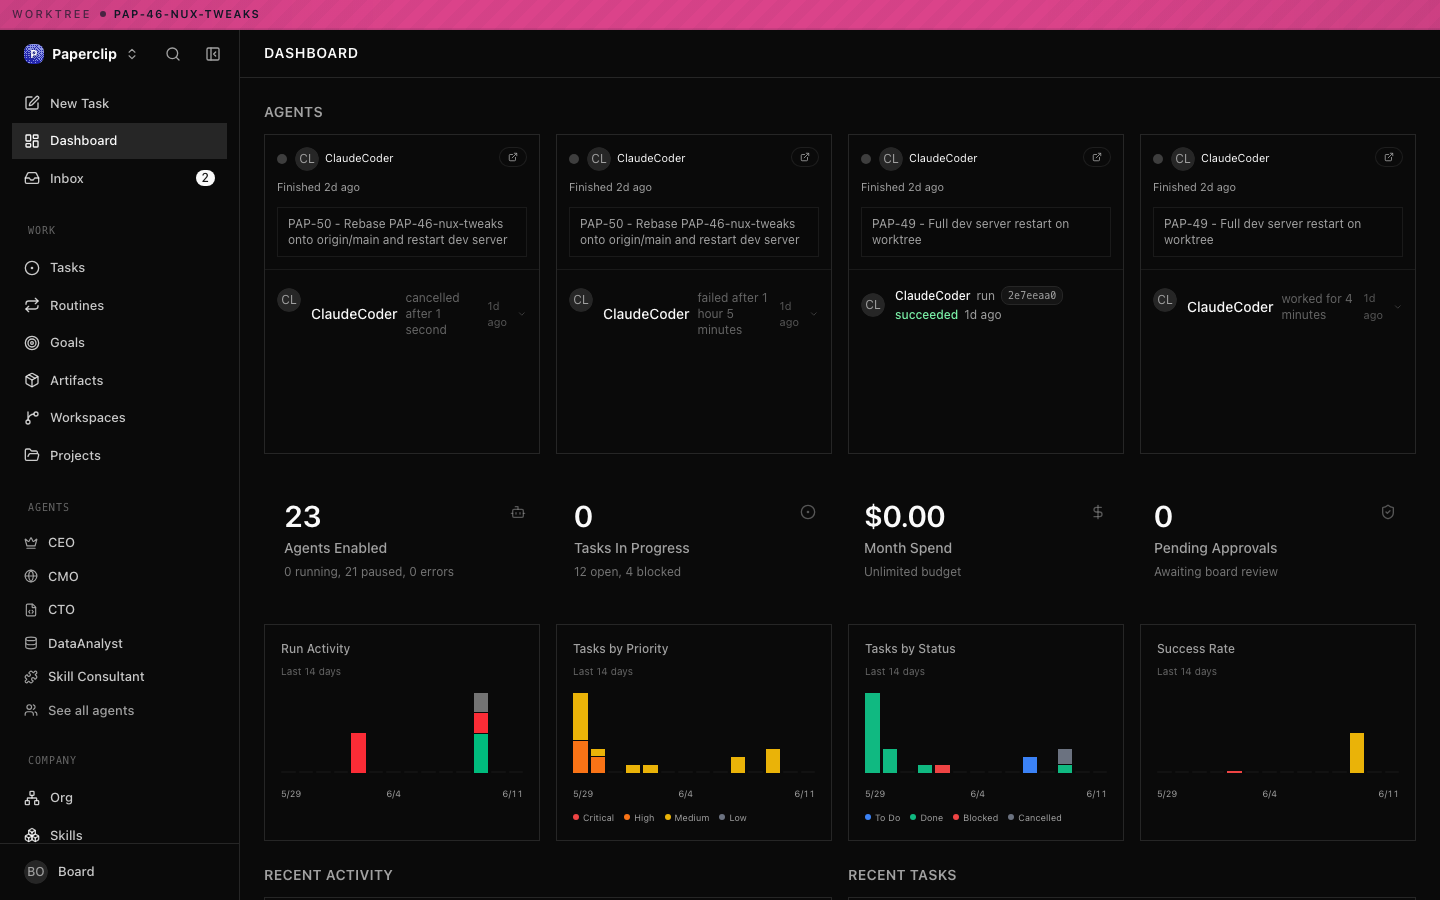 WORKTREE PAP-46-NUX-TWEAKS
P Paperclip
DASHBOARD
New Task
Dashboard
Inbox 2
WORK
Tasks
Routines
Goals
Artifacts
Workspaces
Projects
AGENTS
CEO
CMO
CTO
DataAnalyst
Skill Consultant
See all agents
COMPANY
Org
Skills
BO Board
AGENTS
CL ClaudeCoder
Finished 2d ago
PAP-50 - Rebase PAP-46-nux-tweaks
onto origin/main and restart dev server
CL ClaudeCoder cancelled after 1 second 1d ago
CL ClaudeCoder
Finished 2d ago
PAP-50 - Rebase PAP-46-nux-tweaks
onto origin/main and restart dev server
CL ClaudeCoder failed after 1 hour 5 minutes 1d ago
CL ClaudeCoder
Finished 2d ago
PAP-49 - Full dev server restart on
worktree
CL ClaudeCoder run 2e7eeaa0
succeeded 1d ago
CL ClaudeCoder
Finished 2d ago
PAP-49 - Full dev server restart on
worktree
CL ClaudeCoder worked for 4 minutes 1d ago
23
Agents Enabled
0 running, 21 paused, 0 errors
0
Tasks In Progress
12 open, 4 blocked
$0.00
Month Spend
Unlimited budget
0
Pending Approvals
Awaiting board review
Run Activity
Last 14 days
5/29 6/4 6/11
Tasks by Priority
Last 14 days
5/29 6/4 6/11
Critical High Medium Low
Tasks by Status
Last 14 days
5/29 6/4 6/11
To Do Done Blocked Cancelled
Success Rate
Last 14 days
5/29 6/4 6/11
RECENT ACTIVITY
RECENT TASKS